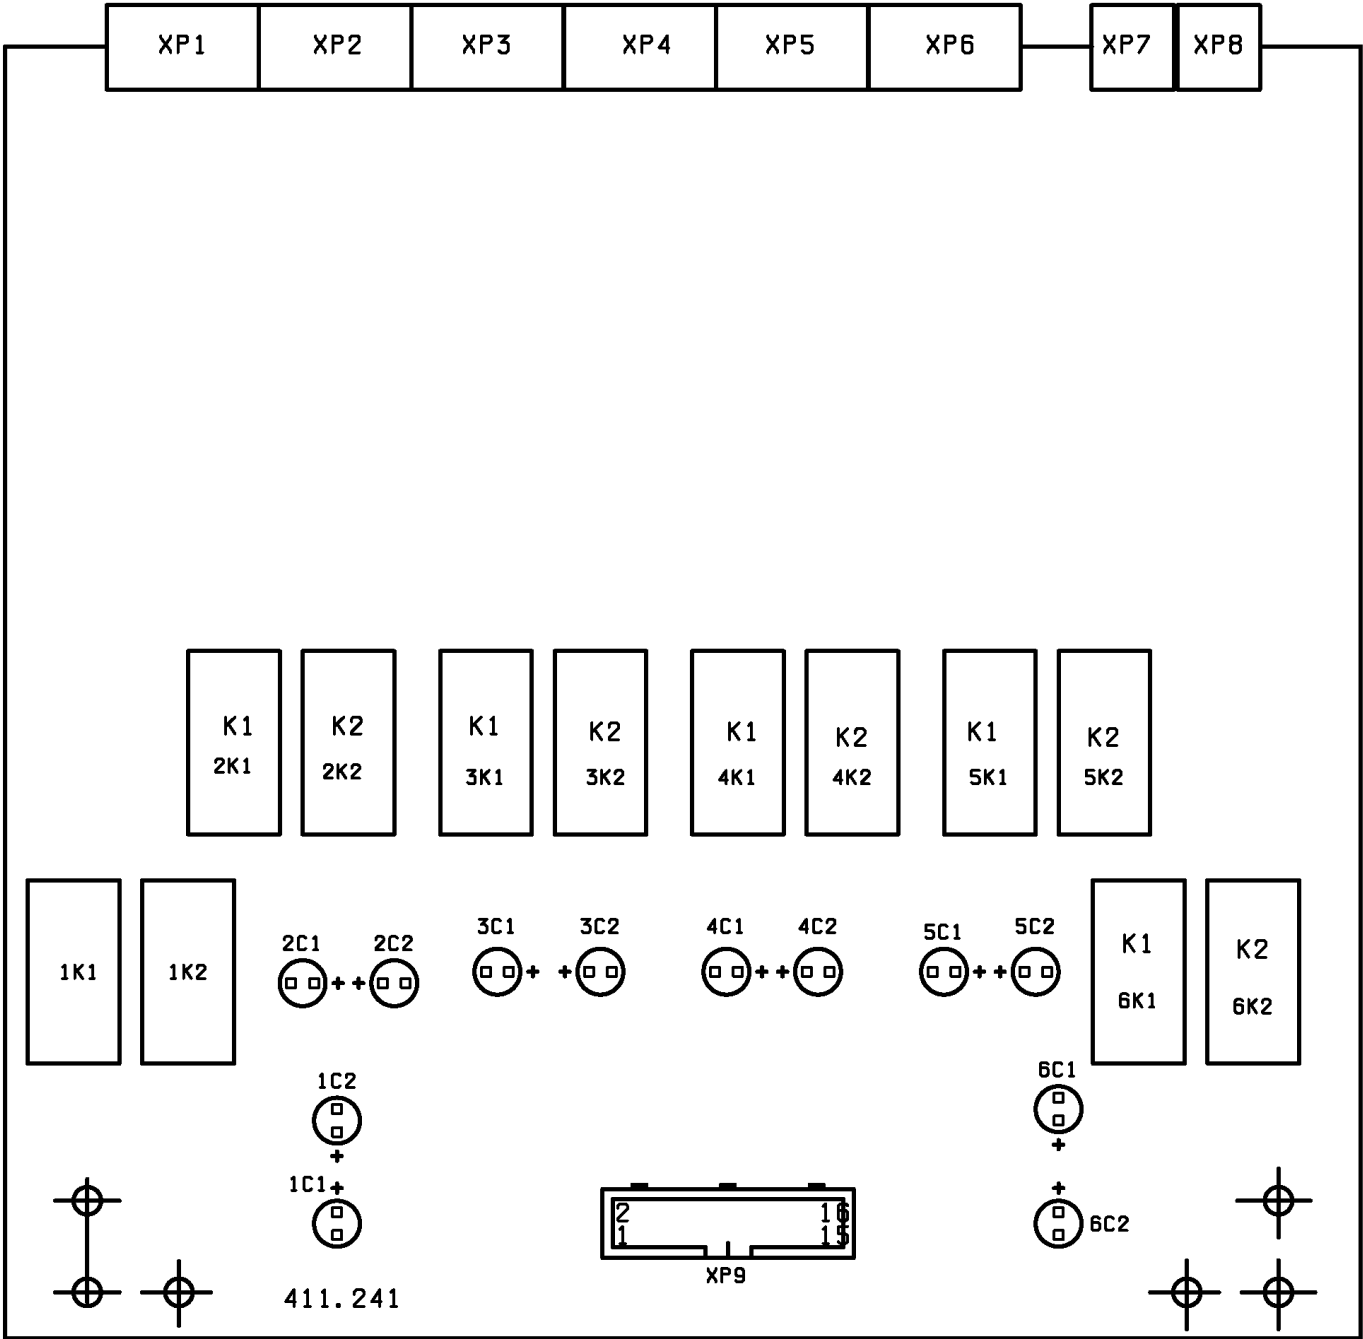 XP1 XP2 XP3 XP4 XP5 XP6 XP7 XP8
K1 K2 K1 K2 K1 K2 K1 K2
2K1 2K2 3K1 3K2 4K1 4K2 5K1 5K2
3C1 3C2 4C1 4C2 5C1 5C2
2C1 2C2
K1 K2
1K1 1K2
+ + + + + + + +
6K1 6K2
1C2 6C1
+ +
1C1 + +
2 16
1 15
6C2
XP9
411.241